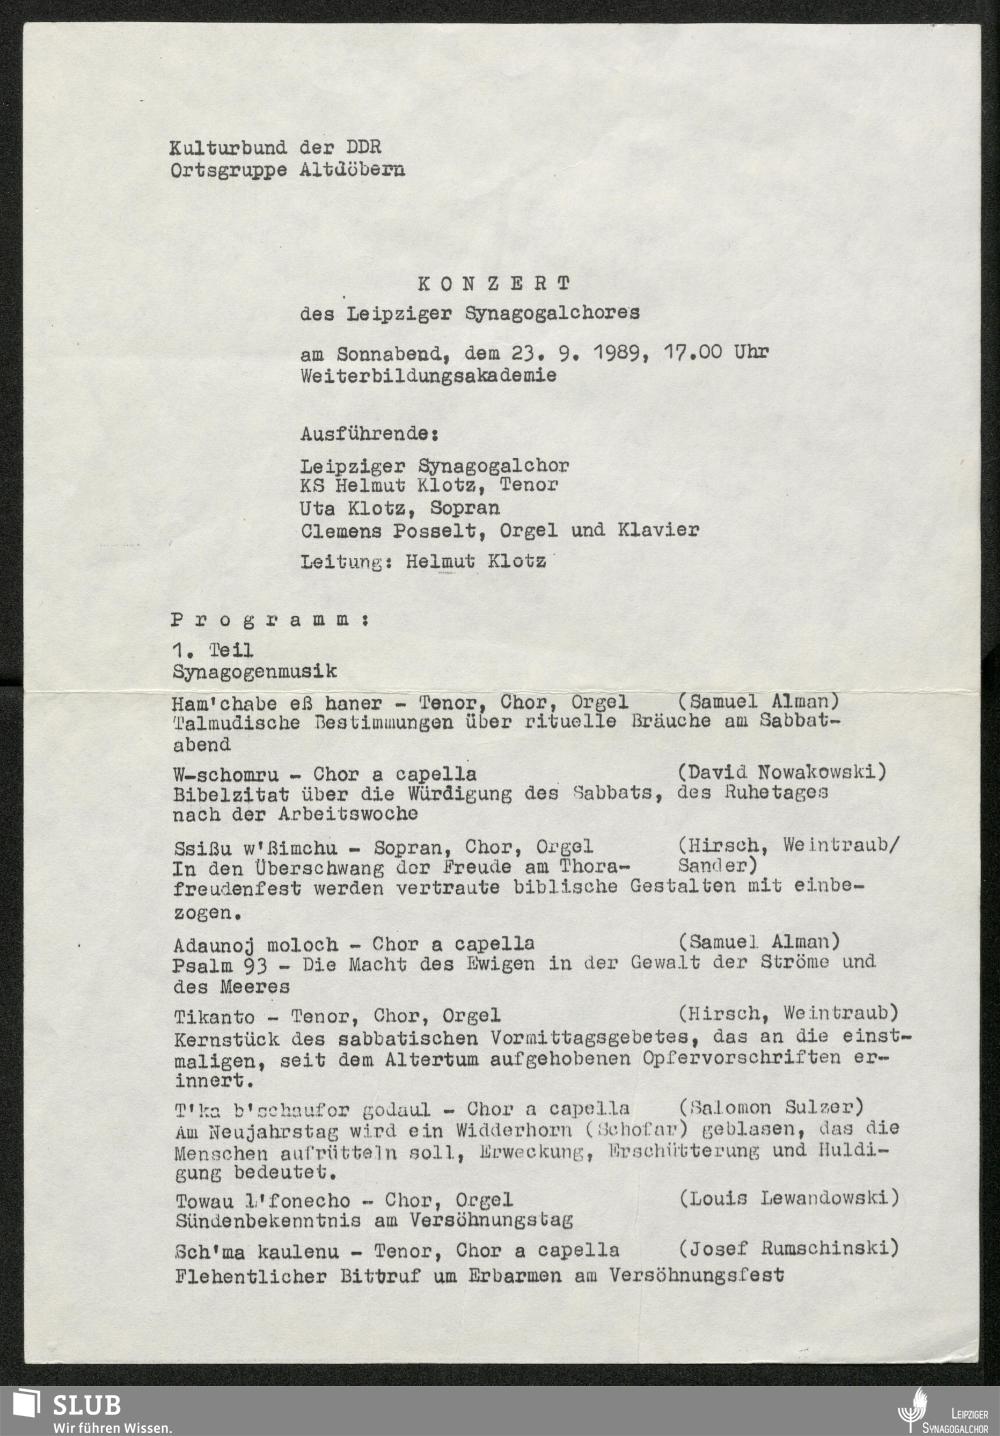 Kulturbund der DDR
Ortsgruppe Altdöbern
K O N Z E R T
des Leipziger Synagogalchores
am Sonnabend, dem 23. 9. 1989, 17.00 Uhr
Weiterbildungsakademie
Ausführende:
Leipziger Synagogalchor
KS Helmut Klotz, Tenor
Uta Klotz, Sopran
Clemens Posselt, Orgel und Klavier
Leitung: Helmut Klotz
P r o g r a m m :
1. Teil
Synagogenmusik
Ham'chabe eß haner - Tenor, Chor, Orgel (Samuel Alman)
Talmudische Bestimmungen über rituelle Bräuche am Sabbat-
abend
W-schomru - Chor a capella (David Nowakowski)
Bibelzitat über die Würdigung des Sabbats, des Ruhetages
nach der Arbeitswoche
Ssißu w'ßimchu - Sopran, Chor, Orgel (Hirsch, Weintraub/
In den Überschwang der Freude am Thora- Sander)
freudenfest werden vertraute biblische Gestalten mit einbe-
zogen.
Adaunoj moloch - Chor a capella (Samuel Alman)
Psalm 93 - Die Macht des Ewigen in der Gewalt der Ströme und
des Meeres
Tikanto - Tenor, Chor, Orgel (Hirsch, Weintraub)
Kernstück des sabbatischen Vormittagsgebetes, das an die einst-
maligen, seit dem Altertum aufgehobenen Opfervorschriften er-
innert.
T'ka b'schaufor godaul - Chor a capella (Salomon Sulzer)
Am Neujahrstag wird ein Widderhorn (Schofar) geblasen, das die
Menschen aufrütteln soll, Erweckung, Erschütterung und Huldi-
gung bedeutet.
Towau l'fonecho - Chor, Orgel (Louis Lewandowski)
Sündenbekenntnis am Versöhnungstag
Sch'ma kaulenu - Tenor, Chor a capella (Josef Rumschinski)
Flehentlicher Bittruf um Erbarmen am Versöhnungsfest
SLUB
Wir führen Wissen.
LEIPZIGER
SYNAGOGALCHOR